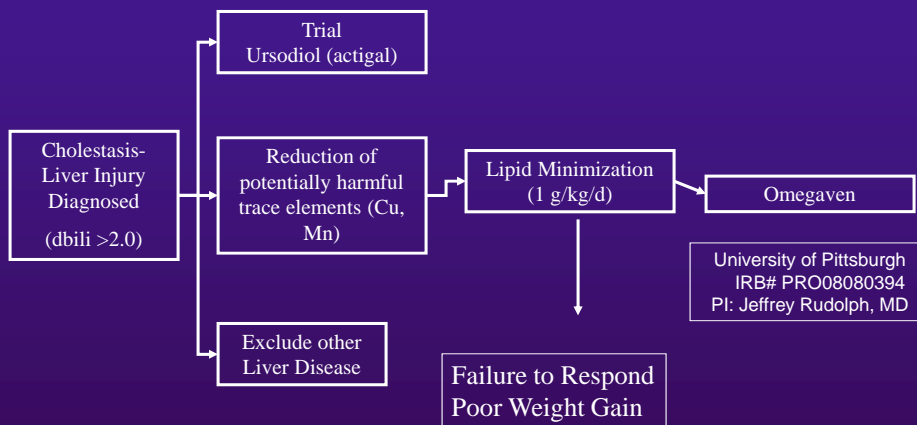 Trial
Ursodiol (actigal)
Cholestasis-
Liver Injury
Diagnosed
(dbili >2.0)
Reduction of
potentially harmful
trace elements (Cu,
Mn)
Lipid Minimization
(1 g/kg/d)
Omegaven
University of Pittsburgh
IRB# PRO08080394
PI: Jeffrey Rudolph, MD
Exclude other
Liver Disease
Failure to Respond
Poor Weight Gain